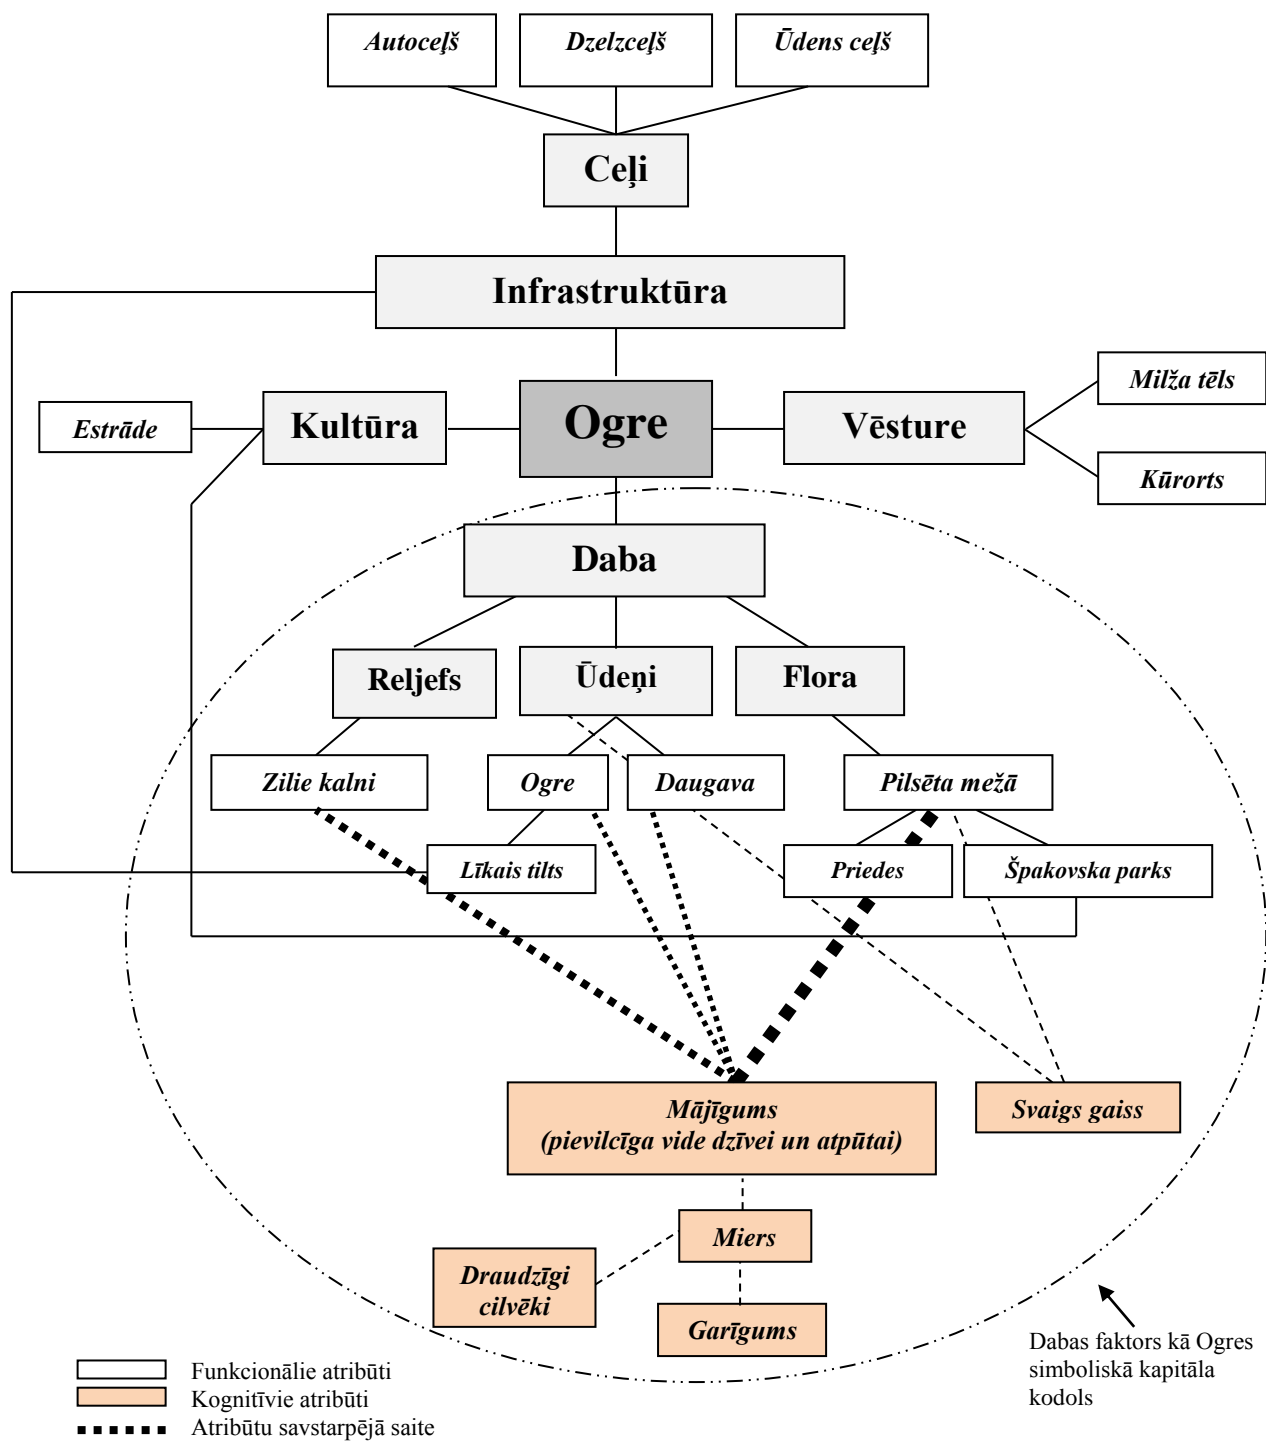 Autoceļš
Dzelzceļš
Ūdens ceļš
Ceļi
Infrastruktūra
Estrāde
Kultūra
Ogre
Vēsture
Milža tēls
Kūrorts
Daba
Reljefs
Ūdeņi
Flora
Zilie kalni
Ogre
Daugava
Pilsēta mežā
Līkais tilts
Priedes
Špakovska parks
Mājīgums
(pievilcīga vide dzīvei un atpūtai)
Svaigs gaiss
Miers
Draudzīgi
cilvēki
Garīgums
Dabas faktors kā Ogres
simboliskā kapitāla
kodols
Funkcionālie atribūti
Kognitīvie atribūti
Atribūtu savstarpējā saite